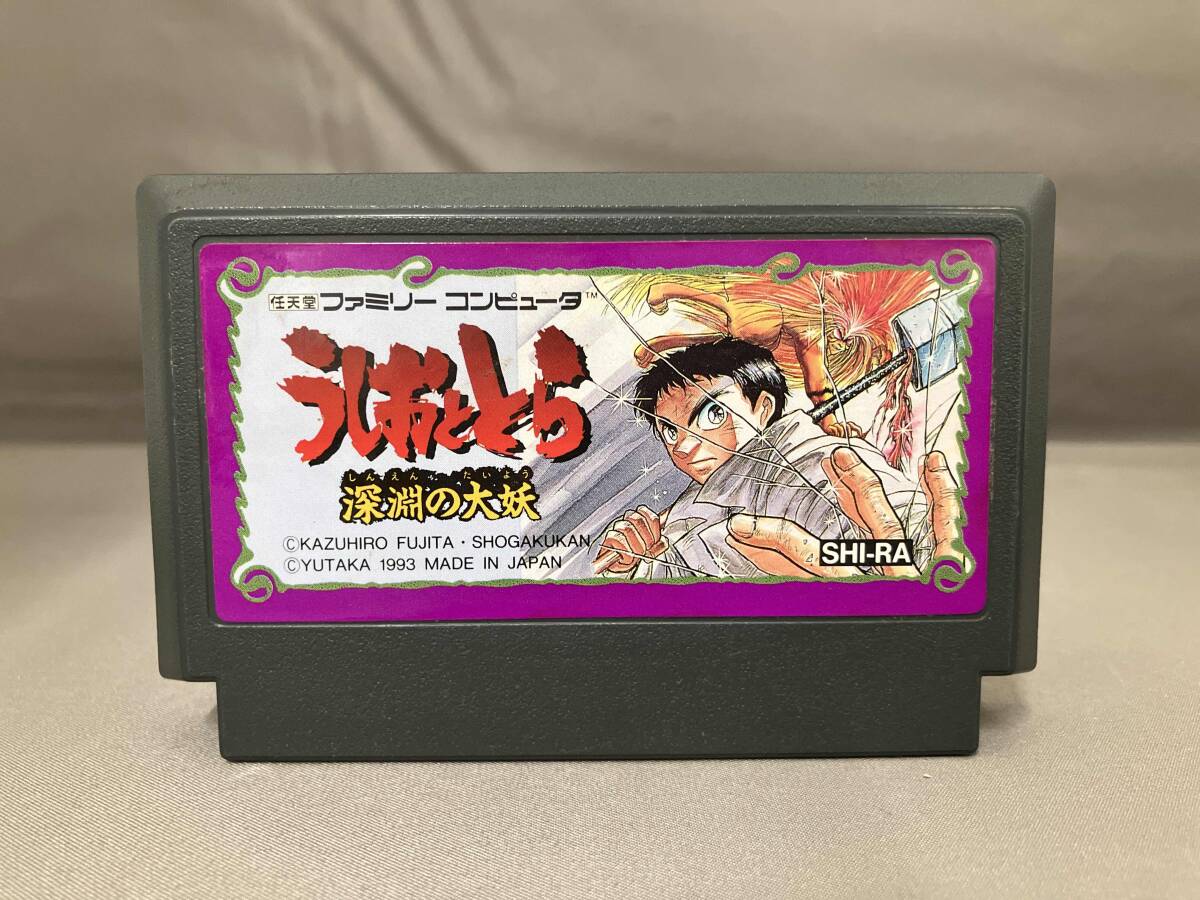 任天堂 ファミリー コンピュータ™
うしおととら
しんえん たいよう
深淵の大妖
©KAZUHIRO FUJITA・SHOGAKUKAN
©YUTAKA 1993 MADE IN JAPAN
SHI-RA